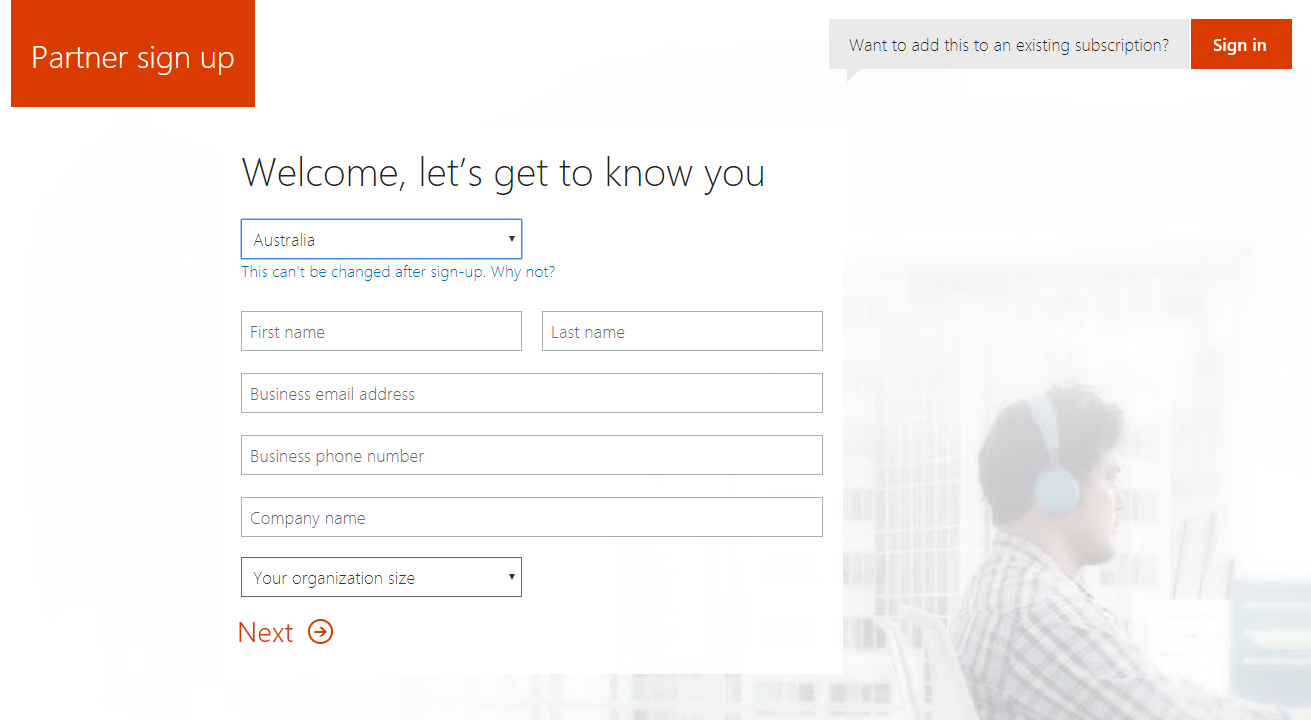 Partner sign up
Want to add this to an existing subscription?
Sign in
Welcome, let’s get to know you
Australia
This can’t be changed after sign-up. Why not?
First name
Last name
Business email address
Business phone number
Company name
Your organization size
Next